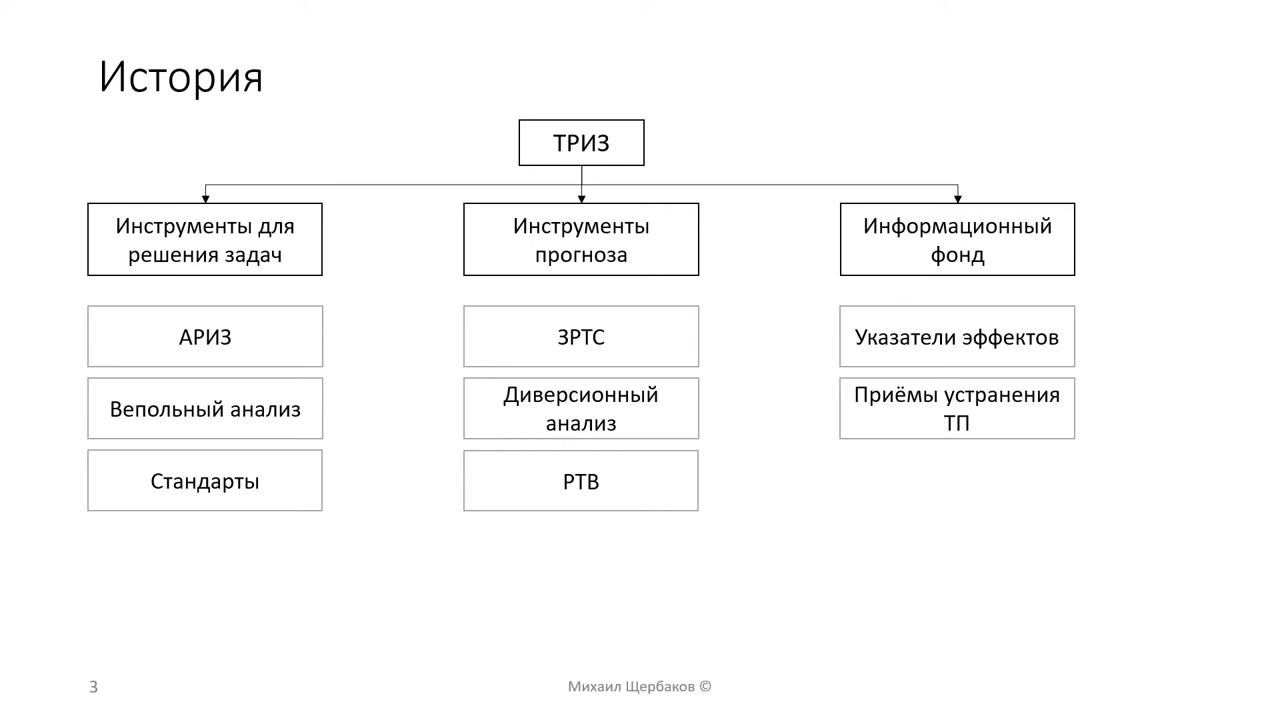 История
ТРИЗ
Инструменты для
решения задач
Инструменты
прогноза
Информационный
фонд
АРИЗ
ЗРТС
Указатели эффектов
Вепольный анализ
Диверсионный
анализ
Приёмы устранения
ТП
Стандарты
РТВ
3
Михаил Щербаков ©